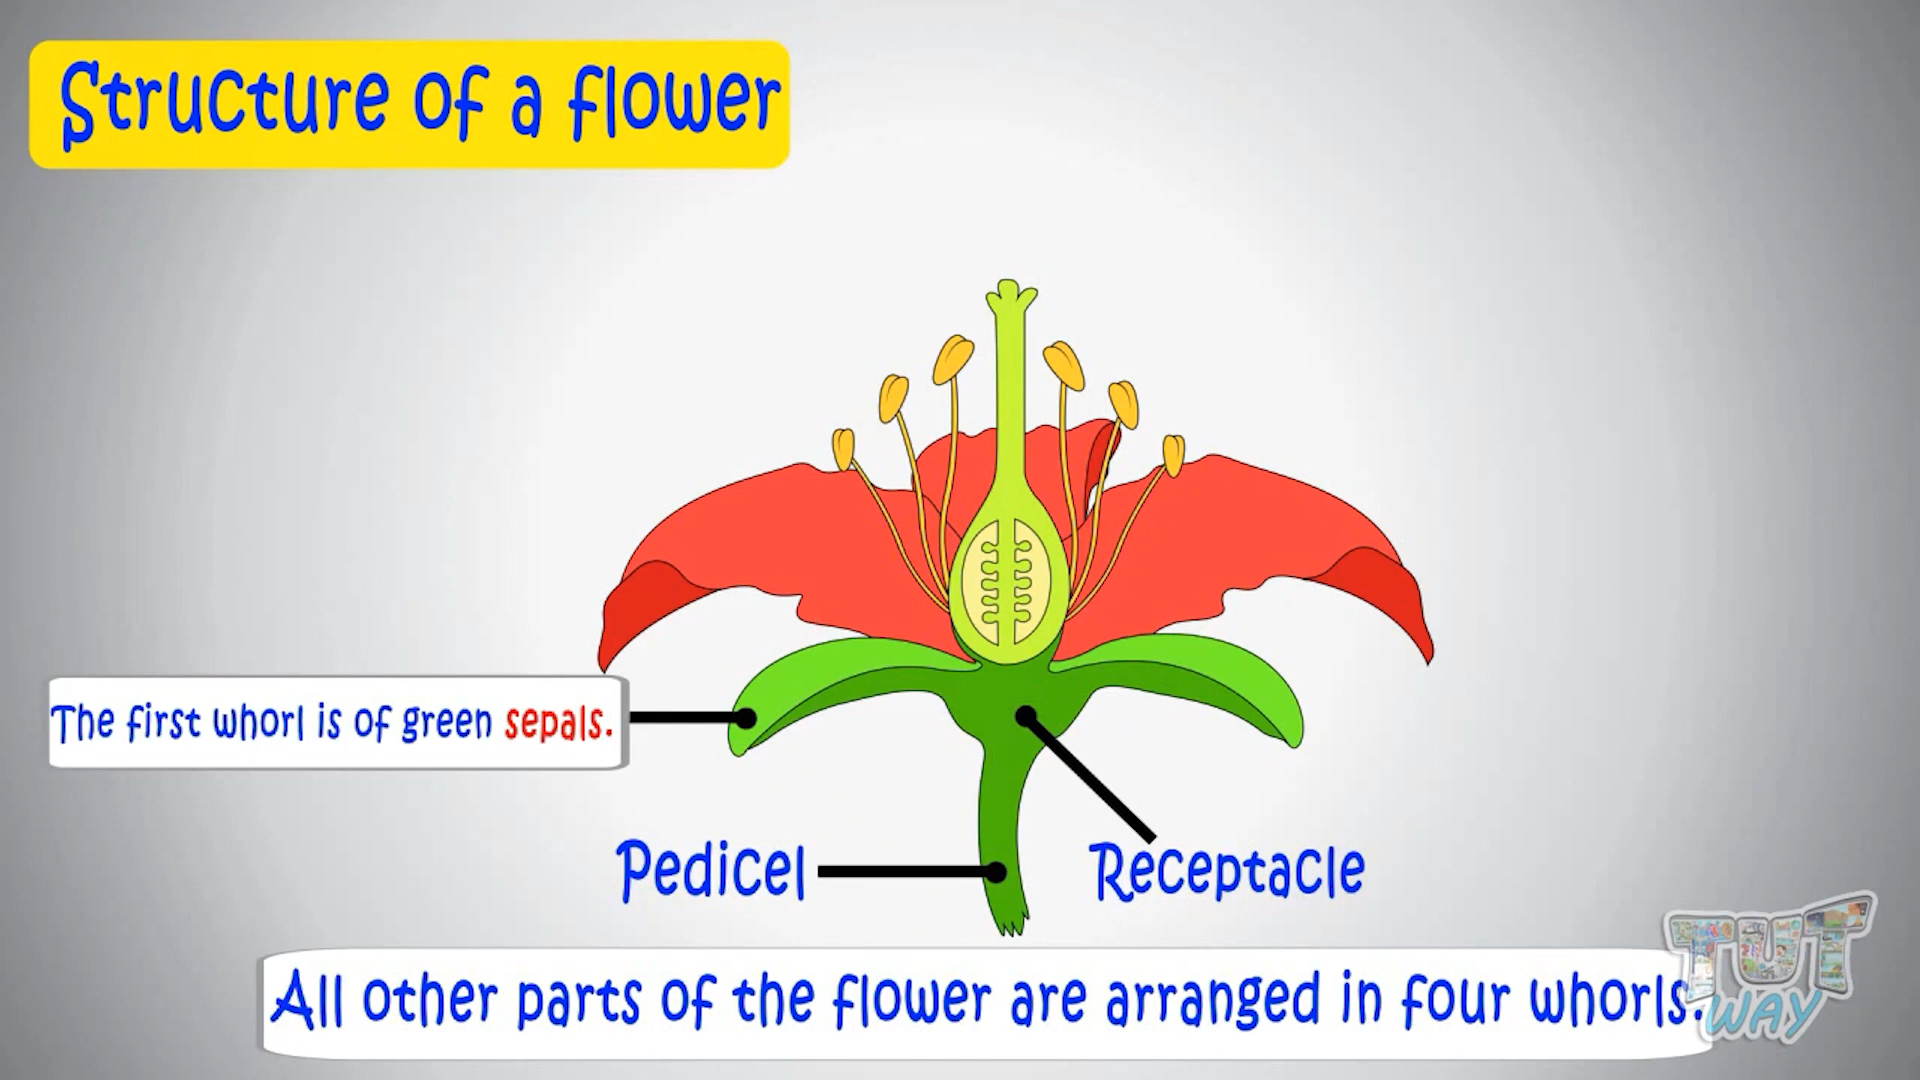 Structure of a flower
The first whorl is of green sepals.
Pedicel
Receptacle
All other parts of the flower are arranged in four whorls.
TUT
WAY